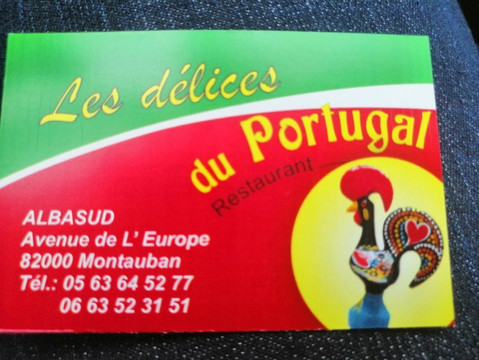 Les délices
du Portugal
Restaurant
ALBASUD
Avenue de L' Europe
82000 Montauban
Tél.: 05 63 64 52 77
06 63 52 31 51